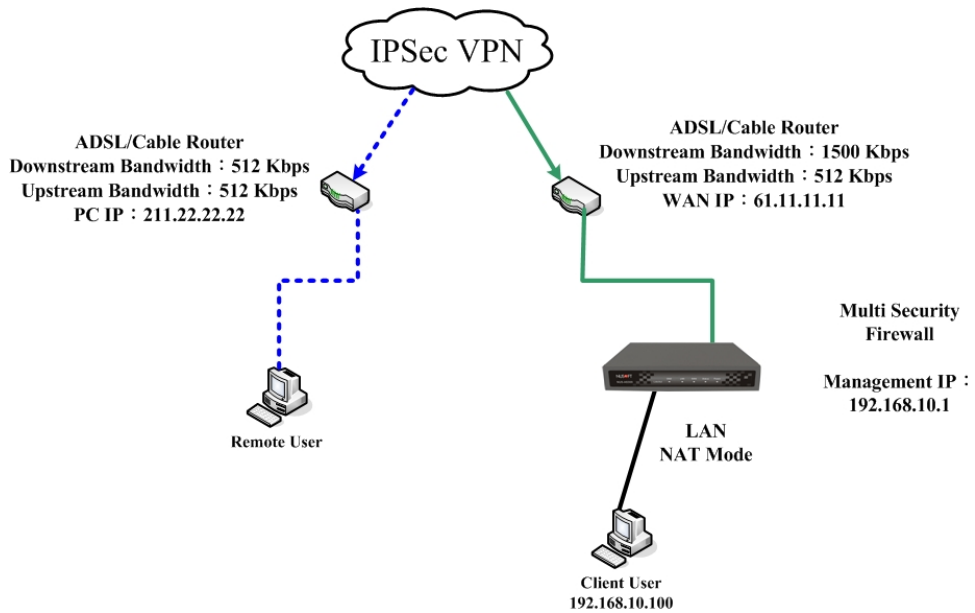 IPSec VPN
ADSL/Cable Router
Downstream Bandwidth：512 Kbps
Upstream Bandwidth：512 Kbps
PC IP：211.22.22.22
ADSL/Cable Router
Downstream Bandwidth：1500 Kbps
Upstream Bandwidth：512 Kbps
WAN IP：61.11.11.11
Multi Security
Firewall
Management IP：
192.168.10.1
Remote User
LAN
NAT Mode
Client User
192.168.10.100